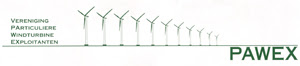 VERENIGING
PARTICULIERE
WINDTURBINE
EXPLOITANTEN
PAWEX